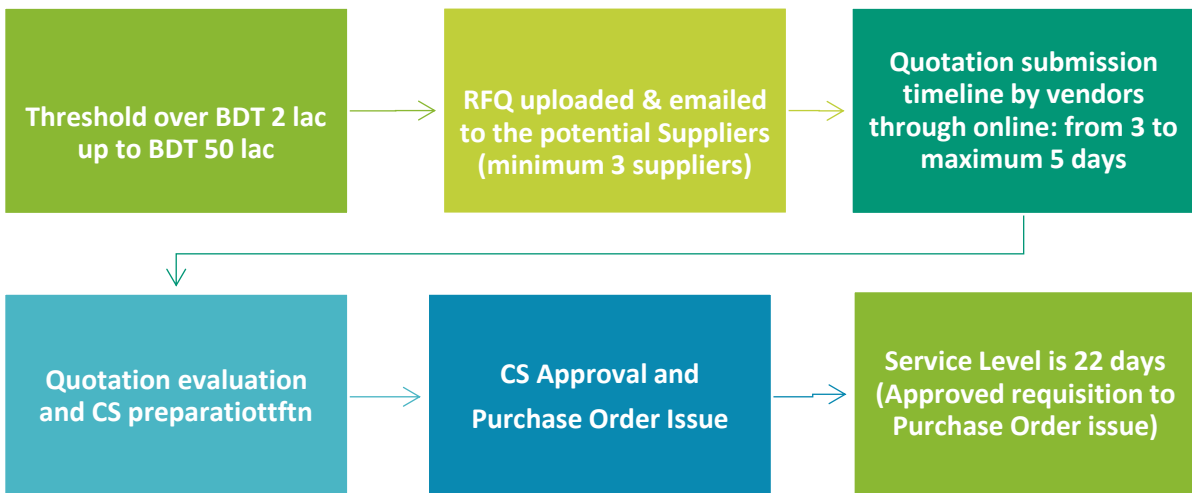 Threshold over BDT 2 lac
up to BDT 50 lac
RFQ uploaded & emailed
to the potential Suppliers
(minimum 3 suppliers)
Quotation submission
timeline by vendors
through online: from 3 to
maximum 5 days
Quotation evaluation
and CS preparatiottftn
CS Approval and
Purchase Order Issue
Service Level is 22 days
(Approved requisition to
Purchase Order issue)